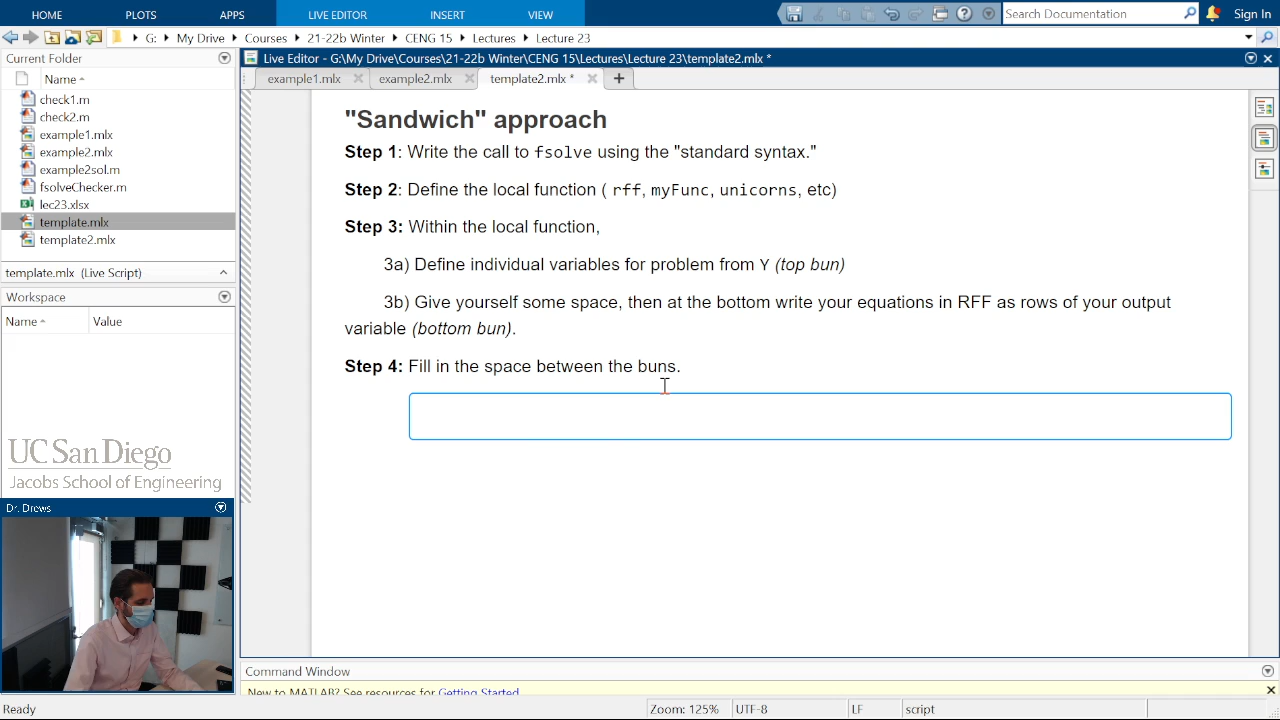 HOME PLOTS APPS LIVE EDITOR INSERT VIEW Search Documentation Sign In
G: My Drive Courses 21-22b Winter CENG 15 Lectures Lecture 23
Current Folder
Live Editor - G:\My Drive\Courses\21-22b Winter\CENG 15\Lectures\Lecture 23\template2.mlx *
Name
example1.mlx example2.mlx template2.mlx *
check1.m
check2.m
example1.mlx
example2.mlx
example2sol.m
fsolveChecker.m
lec23.xlsx
template.mlx
template2.mlx
template.mlx (Live Script)
Workspace
Name Value
UC San Diego
Jacobs School of Engineering
Dr. Drews
"Sandwich" approach
Step 1: Write the call to fsolve using the "standard syntax."
Step 2: Define the local function ( rff, myFunc, unicorns, etc)
Step 3: Within the local function,
3a) Define individual variables for problem from Y (top bun)
3b) Give yourself some space, then at the bottom write your equations in RFF as rows of your output
variable (bottom bun).
Step 4: Fill in the space between the buns.
Command Window
New to MATLAB? See resources for Getting Started
Ready Zoom: 125% UTF-8 LF script